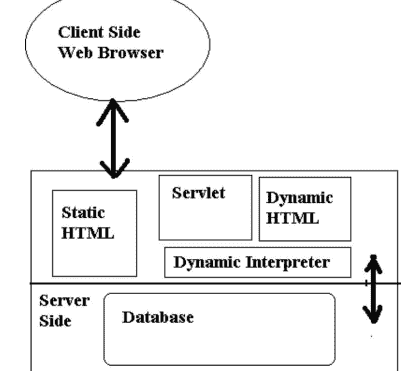 Client Side
Web Browser
Static
HTML
Servlet
Dynamic
HTML
Dynamic Interpreter
Server
Side
Database